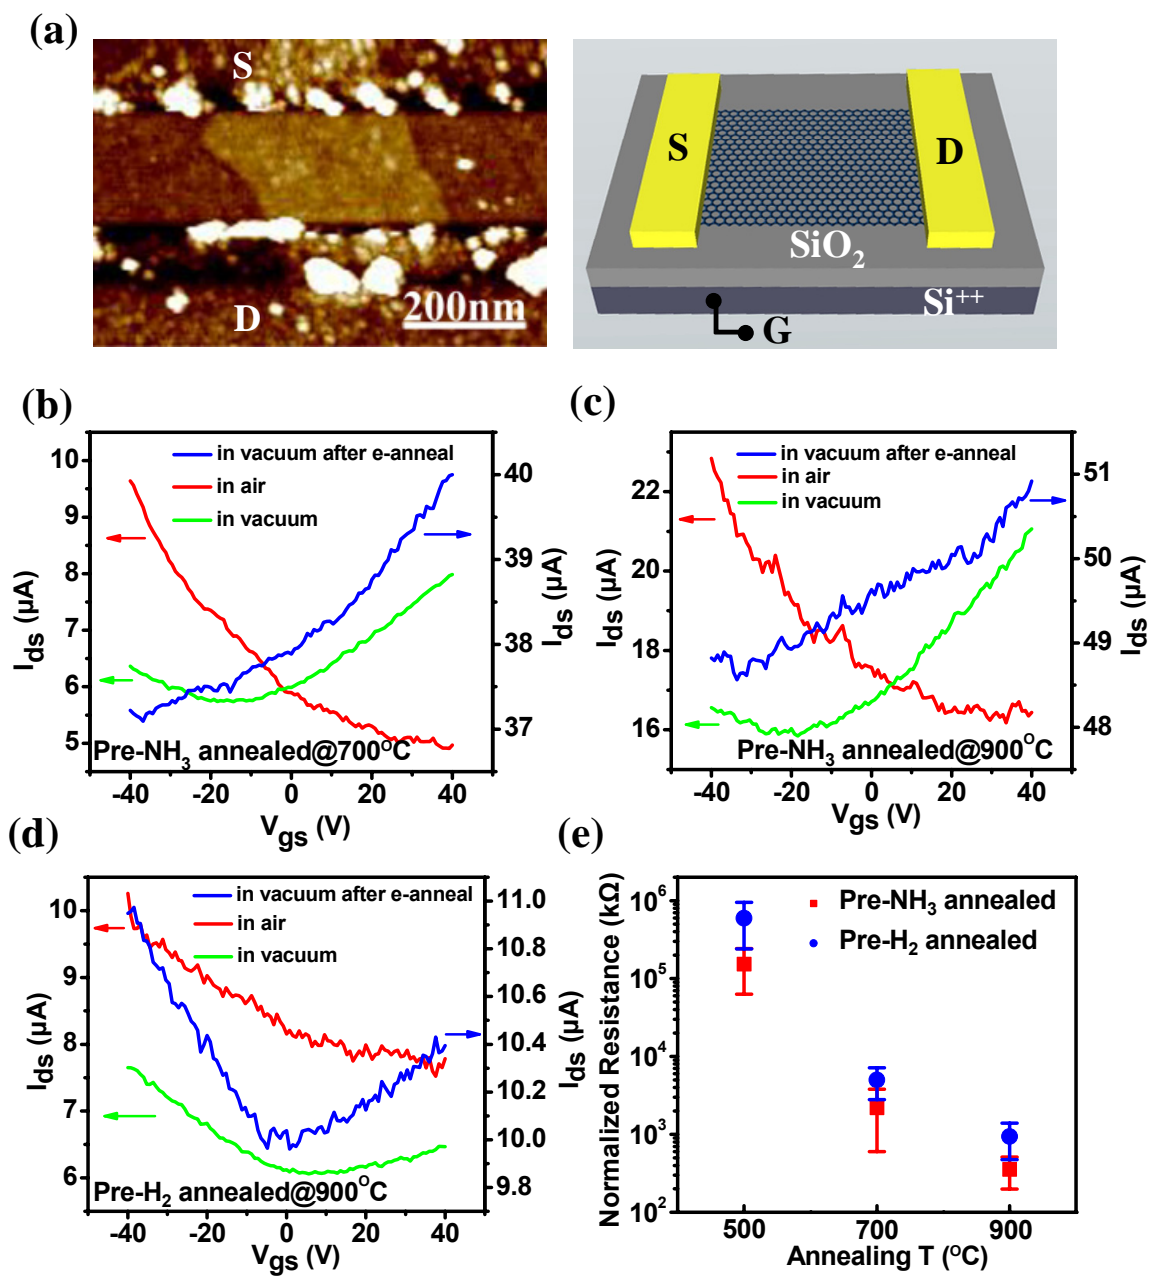 (a)
S
D
200nm
S
D
SiO2
Si++
G
(b)
in vacuum after e-anneal
in air
in vacuum
10
9
8
7
6
5
40
39
38
37
Ids (µA)
Ids (µA)
Pre-NH3 annealed@700oC
-40 -20 0 20 40
Vgs (V)
(c)
in vacuum after e-anneal
in air
in vacuum
22
20
18
16
51
50
49
48
Ids (µA)
Ids (µA)
Pre-NH3 annealed@900oC
-40 -20 0 20 40
Vgs (V)
(d)
in vacuum after e-anneal
in air
in vacuum
10
9
8
7
6
11.0
10.8
10.6
10.4
10.2
10.0
9.8
Ids (µA)
Ids (µA)
Pre-H2 annealed@900oC
-40 -20 0 20 40
Vgs (V)
(e)
Pre-NH3 annealed
Pre-H2 annealed
Normalized Resistance (kΩ)
10^6
10^5
10^4
10^3
10^2
500 700 900
Annealing T (oC)